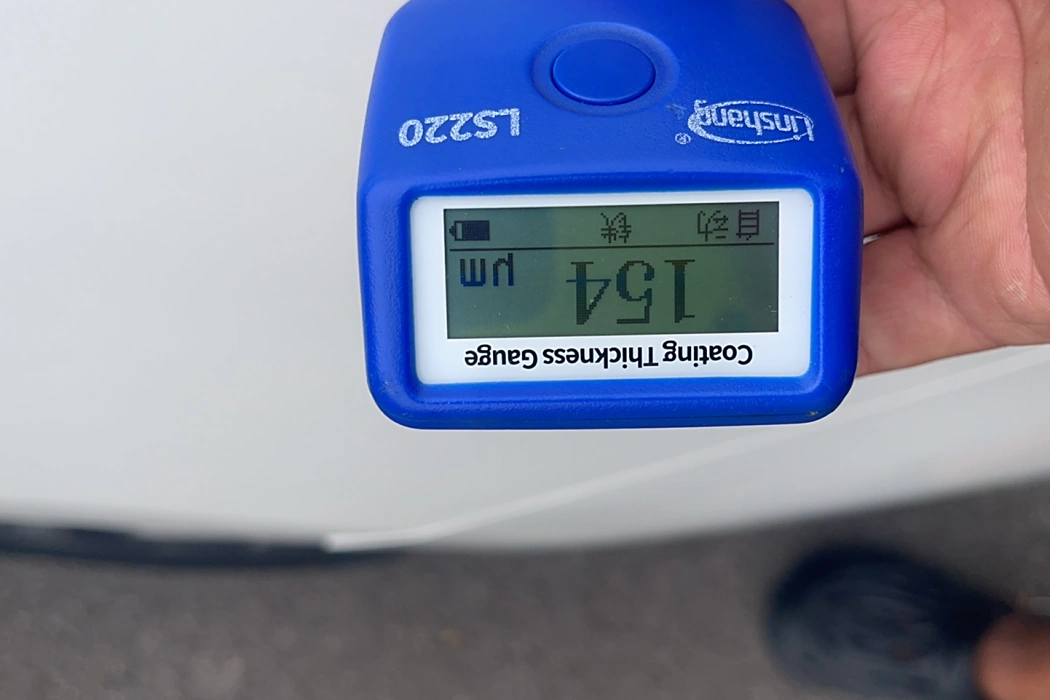 Coating Thickness Gauge
154 μm
自动 铁
Linshang® LS220